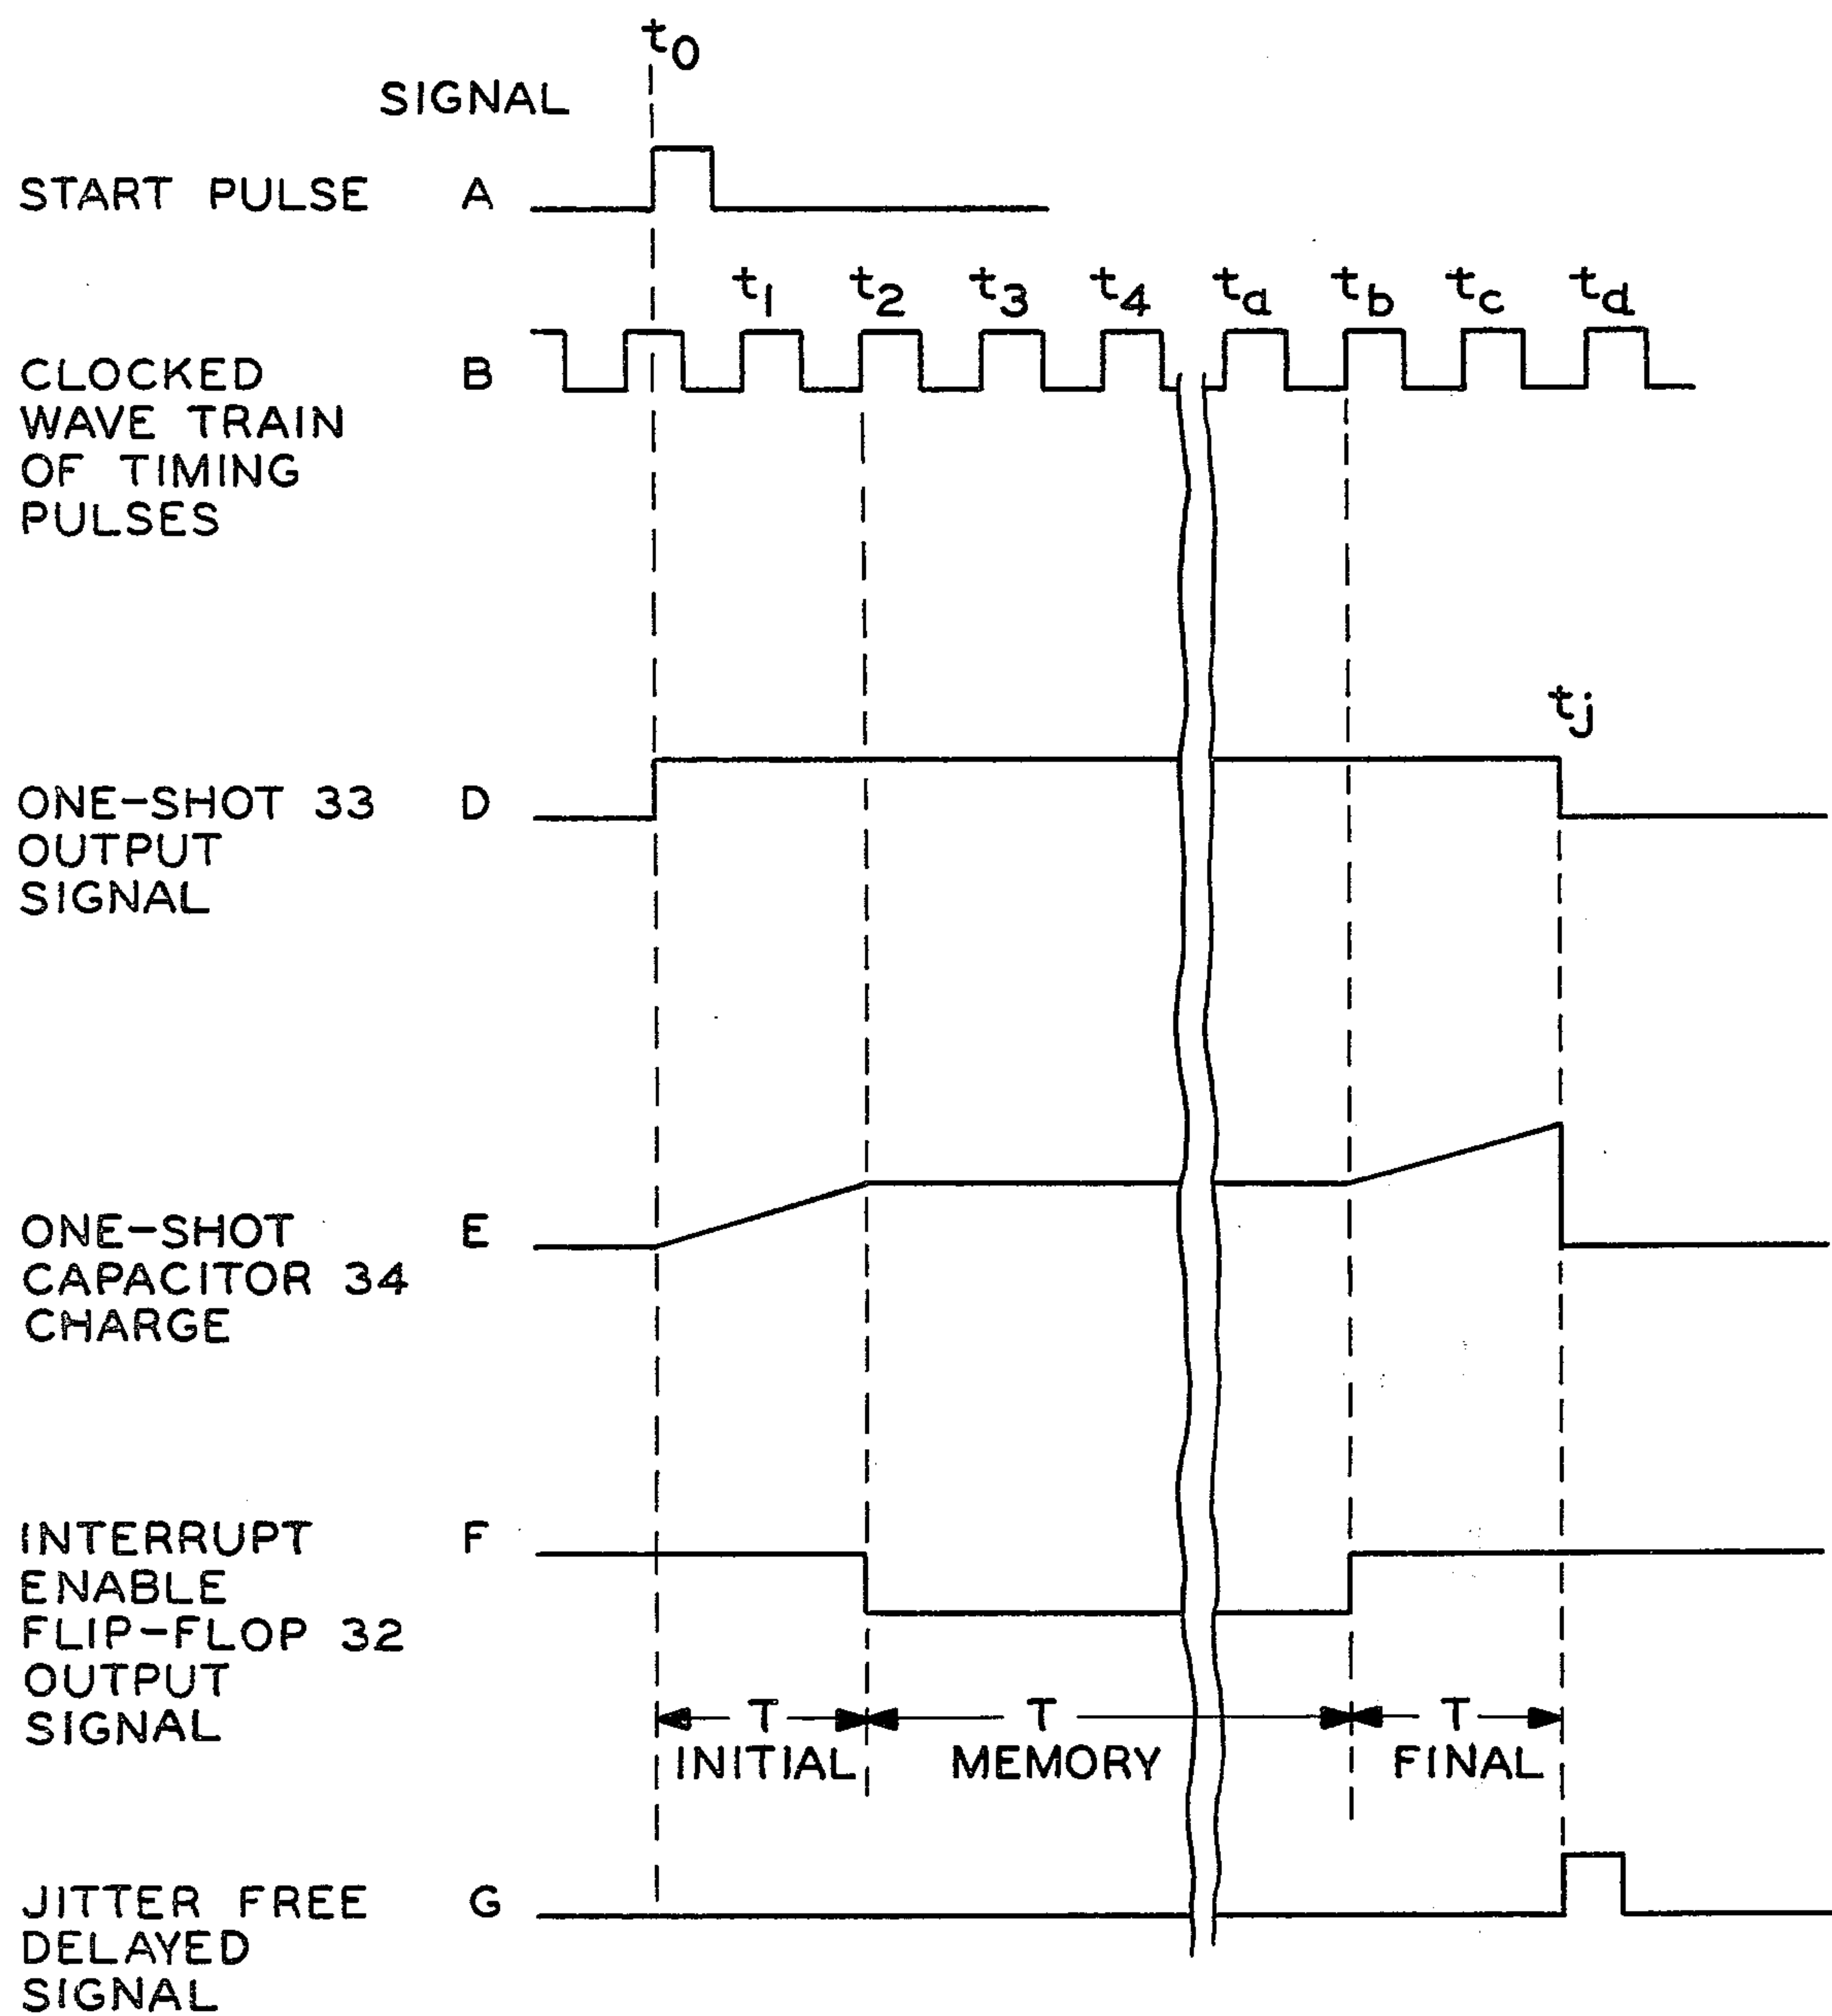 t0
SIGNAL
START PULSE A
t1 t2 t3 t4 ta tb tc td
CLOCKED B
WAVE TRAIN
OF TIMING
PULSES
tj
ONE-SHOT 33 D
OUTPUT
SIGNAL
ONE-SHOT E
CAPACITOR 34
CHARGE
INTERRUPT F
ENABLE
FLIP-FLOP 32
OUTPUT
SIGNAL
T T T
INITIAL MEMORY FINAL
JITTER FREE G
DELAYED
SIGNAL